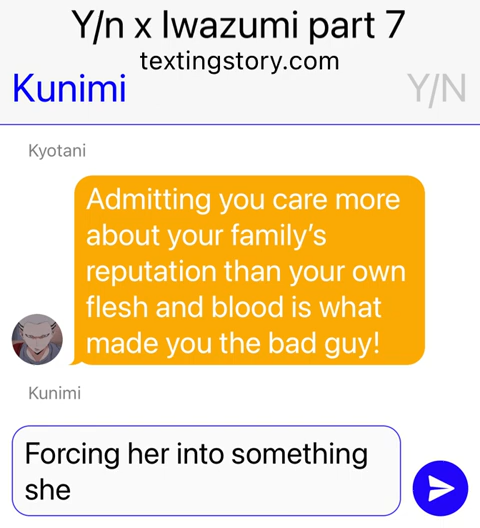 Y/n x Iwazumi part 7
textingstory.com
Kunimi
Y/N
Kyotani
Admitting you care more
about your family's
reputation than your own
flesh and blood is what
made you the bad guy!
Kunimi
Forcing her into something
she